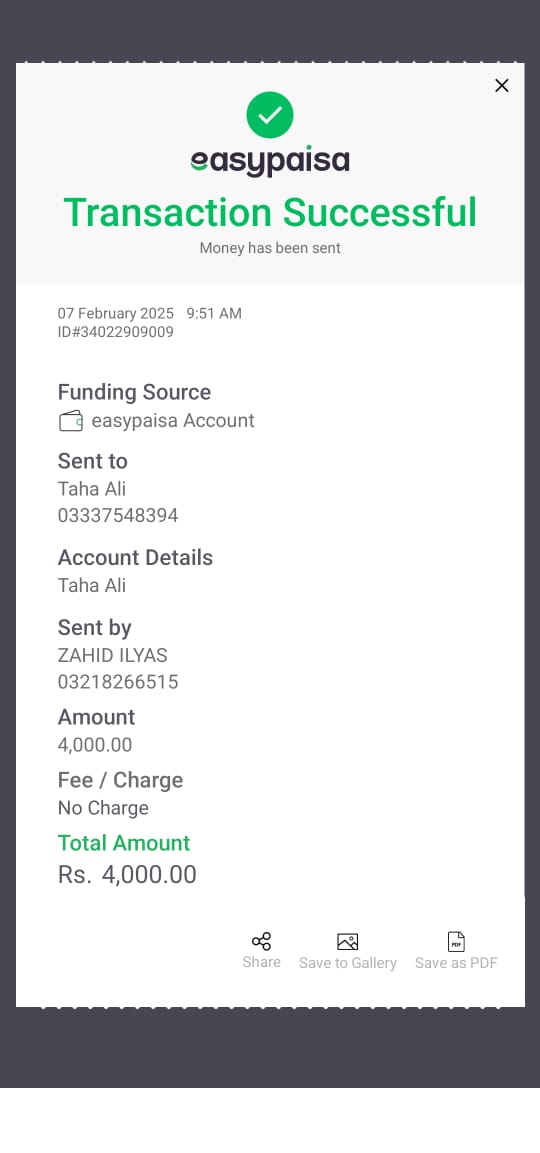 easypaisa
Transaction Successful
Money has been sent
07 February 2025 9:51 AM
ID#34022909009
Funding Source
easypaisa Account
Sent to
Taha Ali
03337548394
Account Details
Taha Ali
Sent by
ZAHID ILYAS
03218266515
Amount
4,000.00
Fee / Charge
No Charge
Total Amount
Rs. 4,000.00
Share
Save to Gallery
PDF
Save as PDF